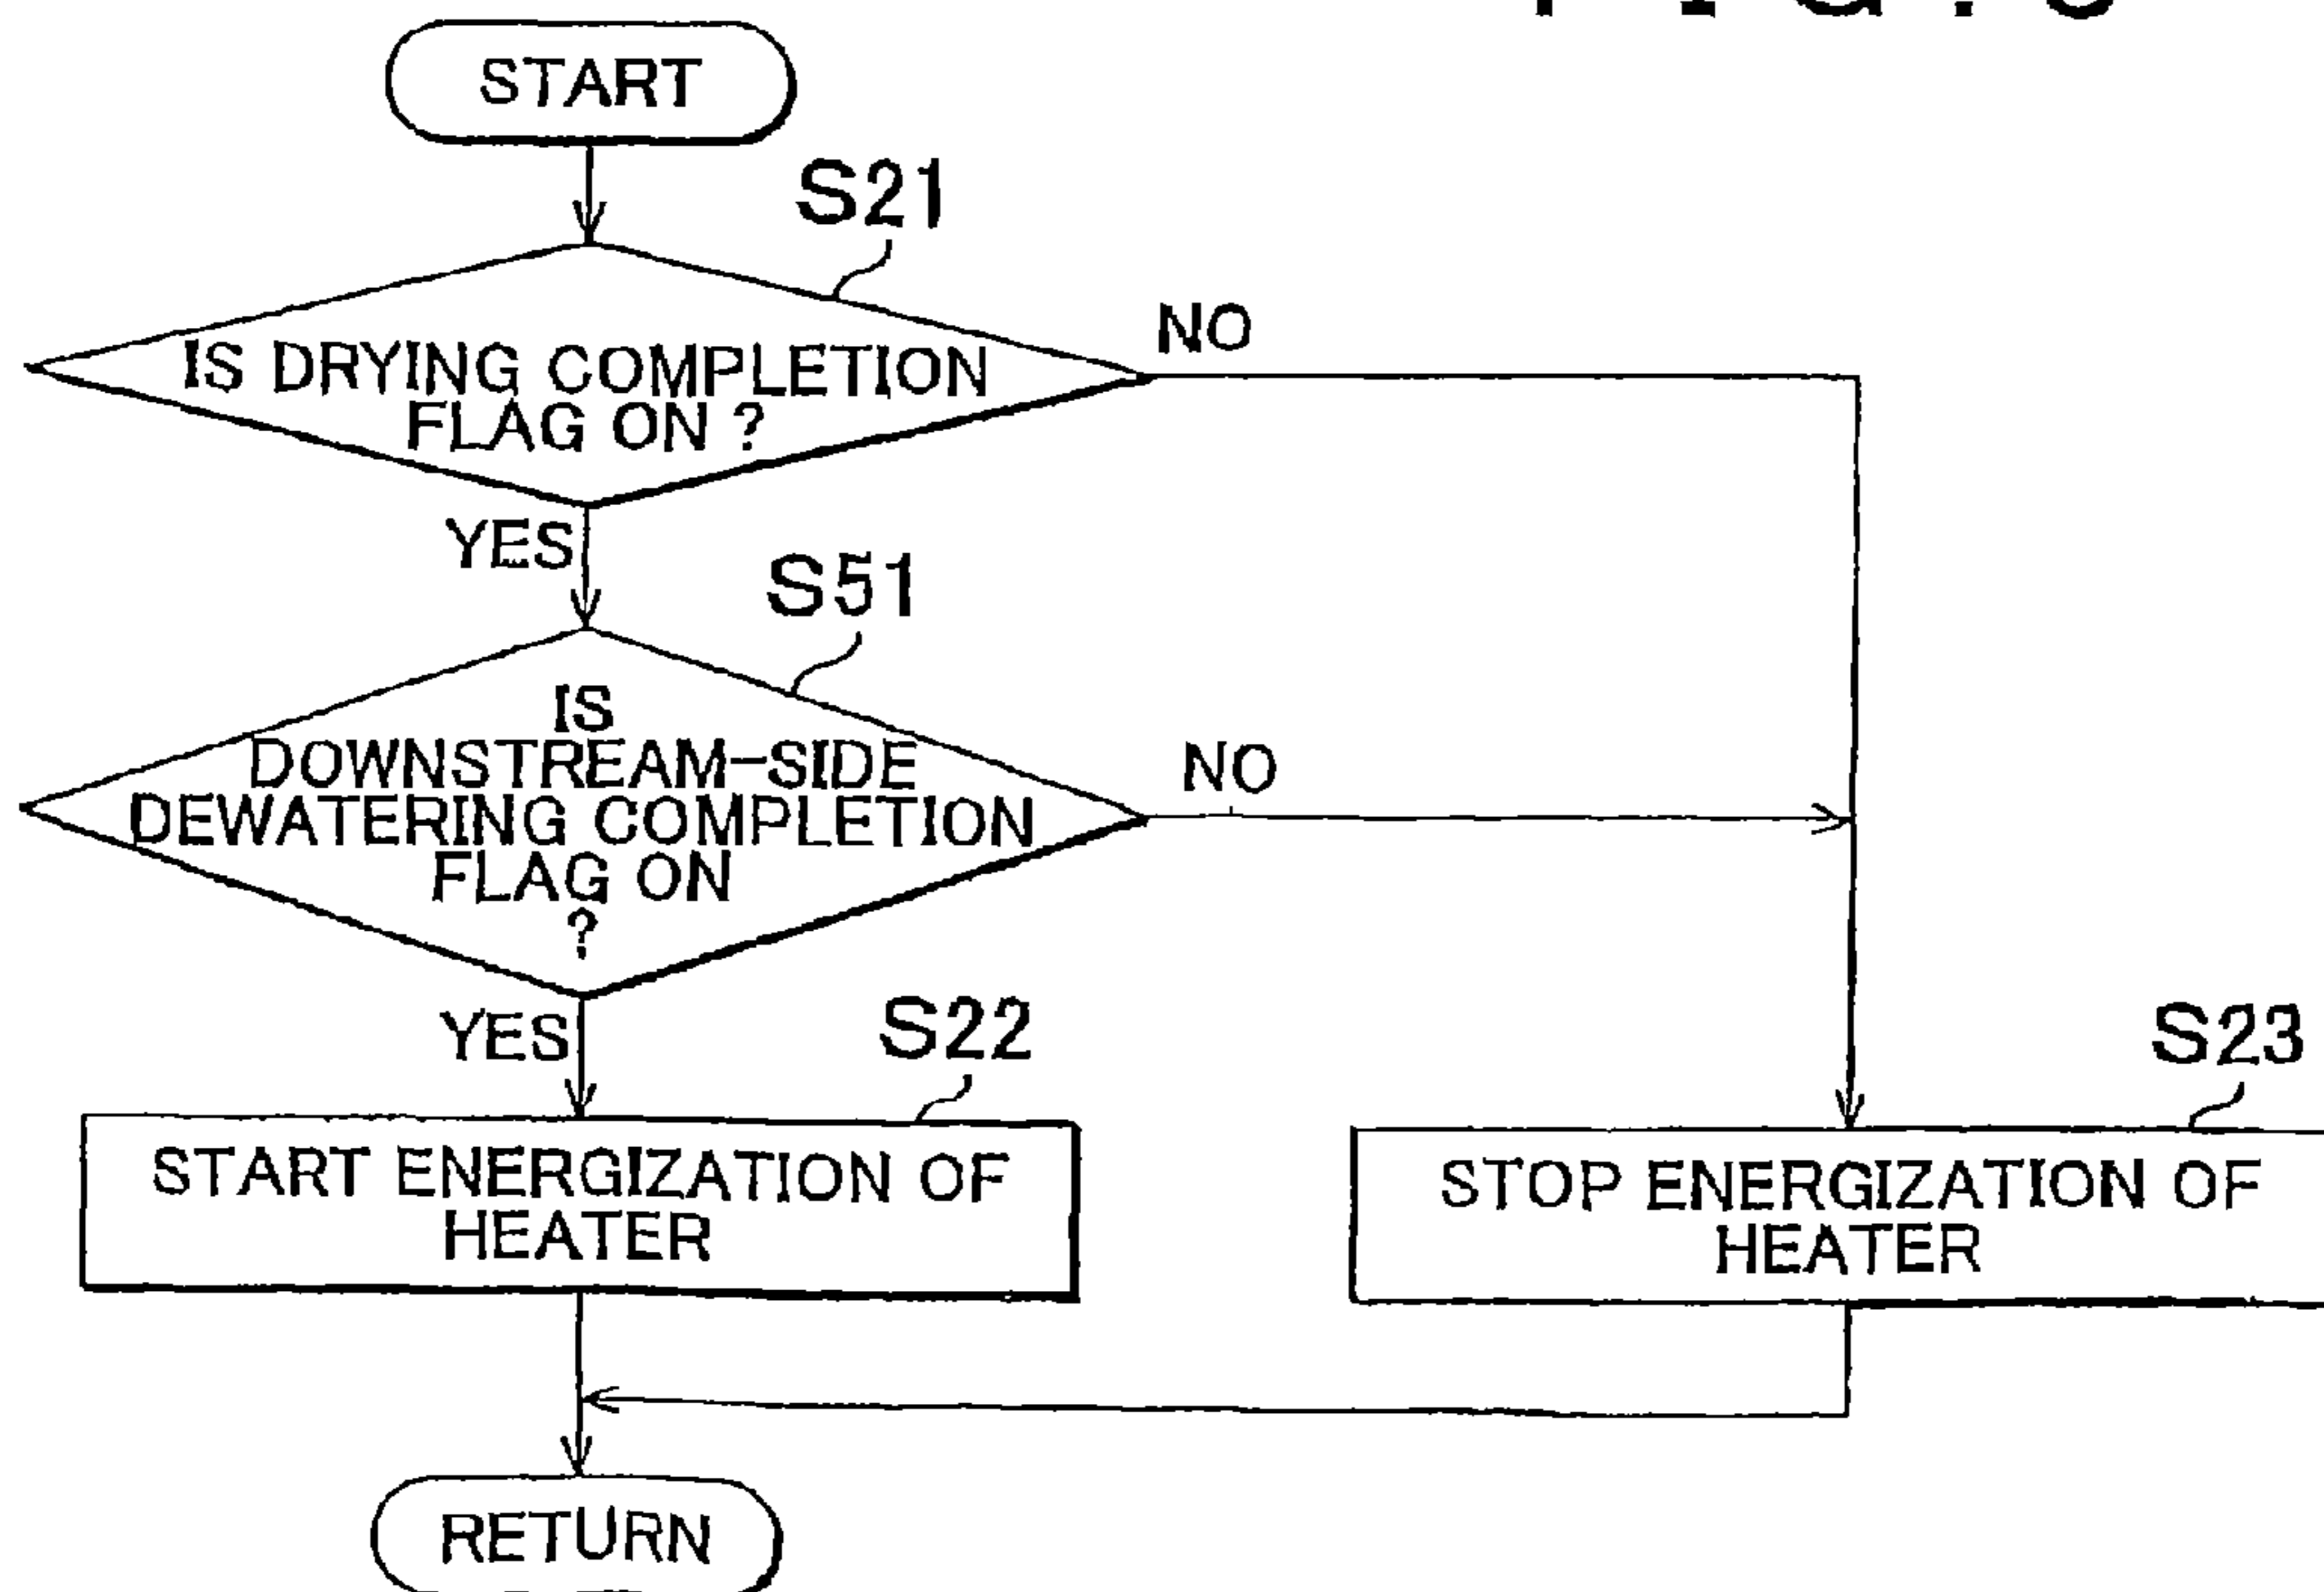 START
S21
IS DRYING COMPLETION
FLAG ON ?
NO
YES
S51
IS
DOWNSTREAM-SIDE
DEWATERING COMPLETION
FLAG ON
?
NO
YES
S22
START ENERGIZATION OF
HEATER
S23
STOP ENERGIZATION OF
HEATER
RETURN